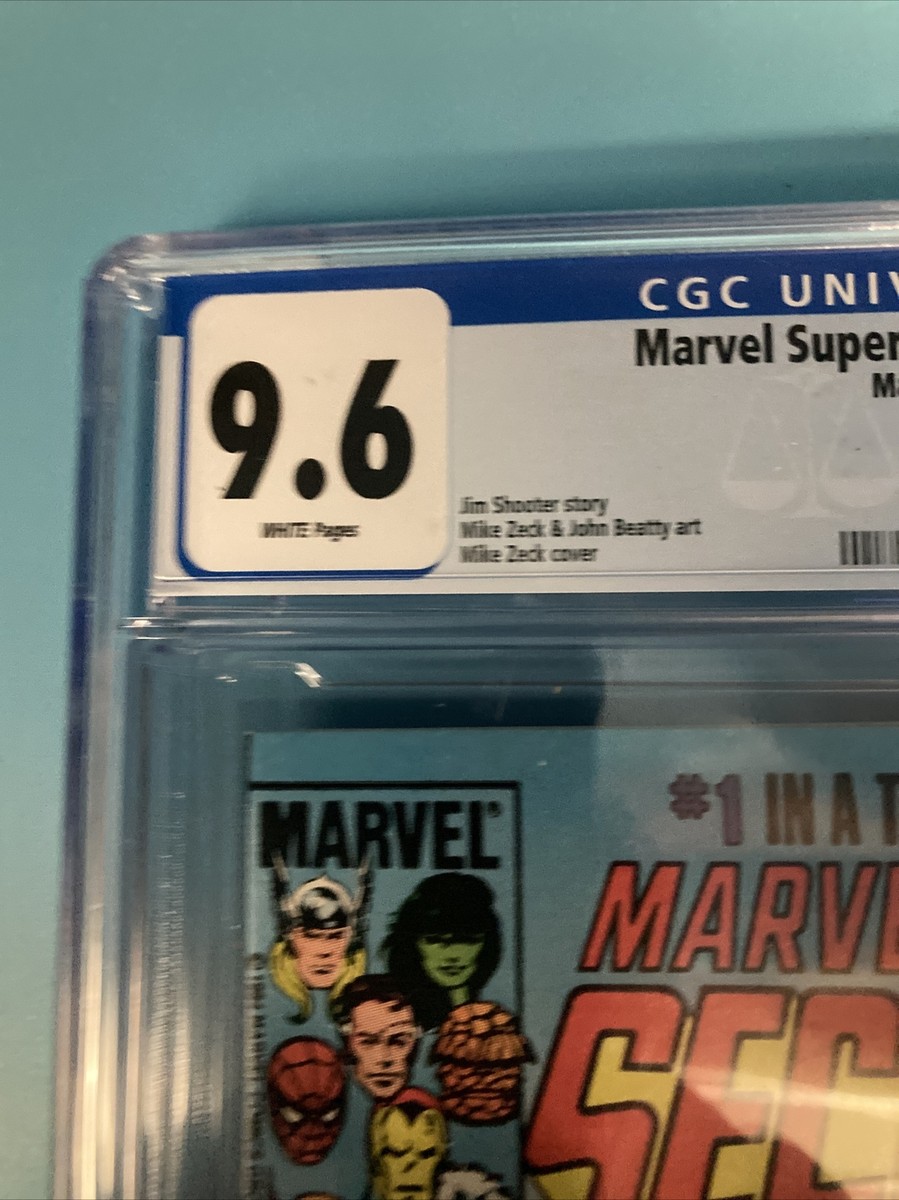 CGC UNIV
Marvel Super
Ma
9.6
WHITE Pages
Jim Shooter story
Mike Zeck & John Beatty art
Mike Zeck cover
#1 IN A T
MARVEL
MARVE
SEC